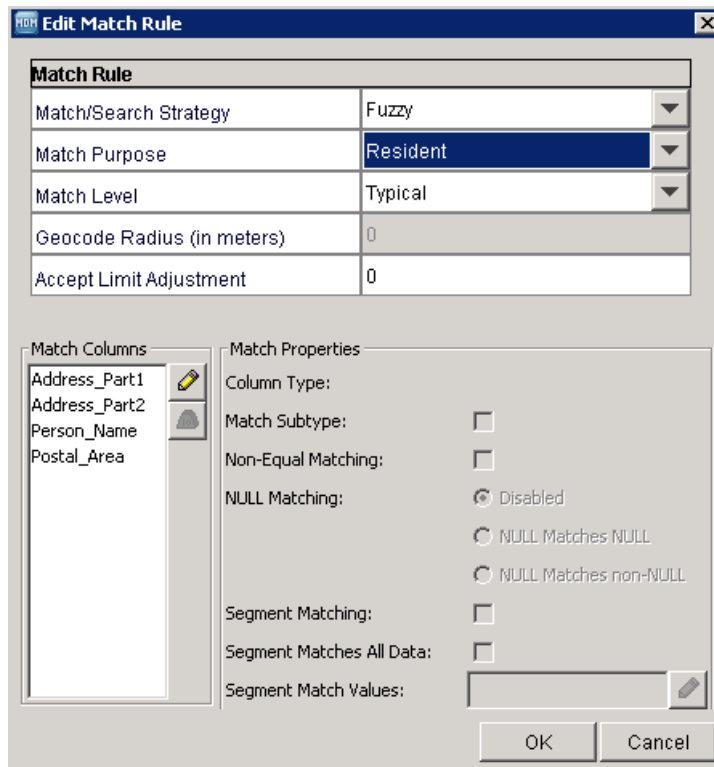 MDM Edit Match Rule
Match Rule
Match/Search Strategy Fuzzy
Match Purpose Resident
Match Level Typical
Geocode Radius (in meters) 0
Accept Limit Adjustment 0
Match Columns
Address_Part1
Address_Part2
Person_Name
Postal_Area
Match Properties
Column Type:
Match Subtype:
Non-Equal Matching:
NULL Matching: Disabled
NULL Matches NULL
NULL Matches non-NULL
Segment Matching:
Segment Matches All Data:
Segment Match Values:
OK Cancel